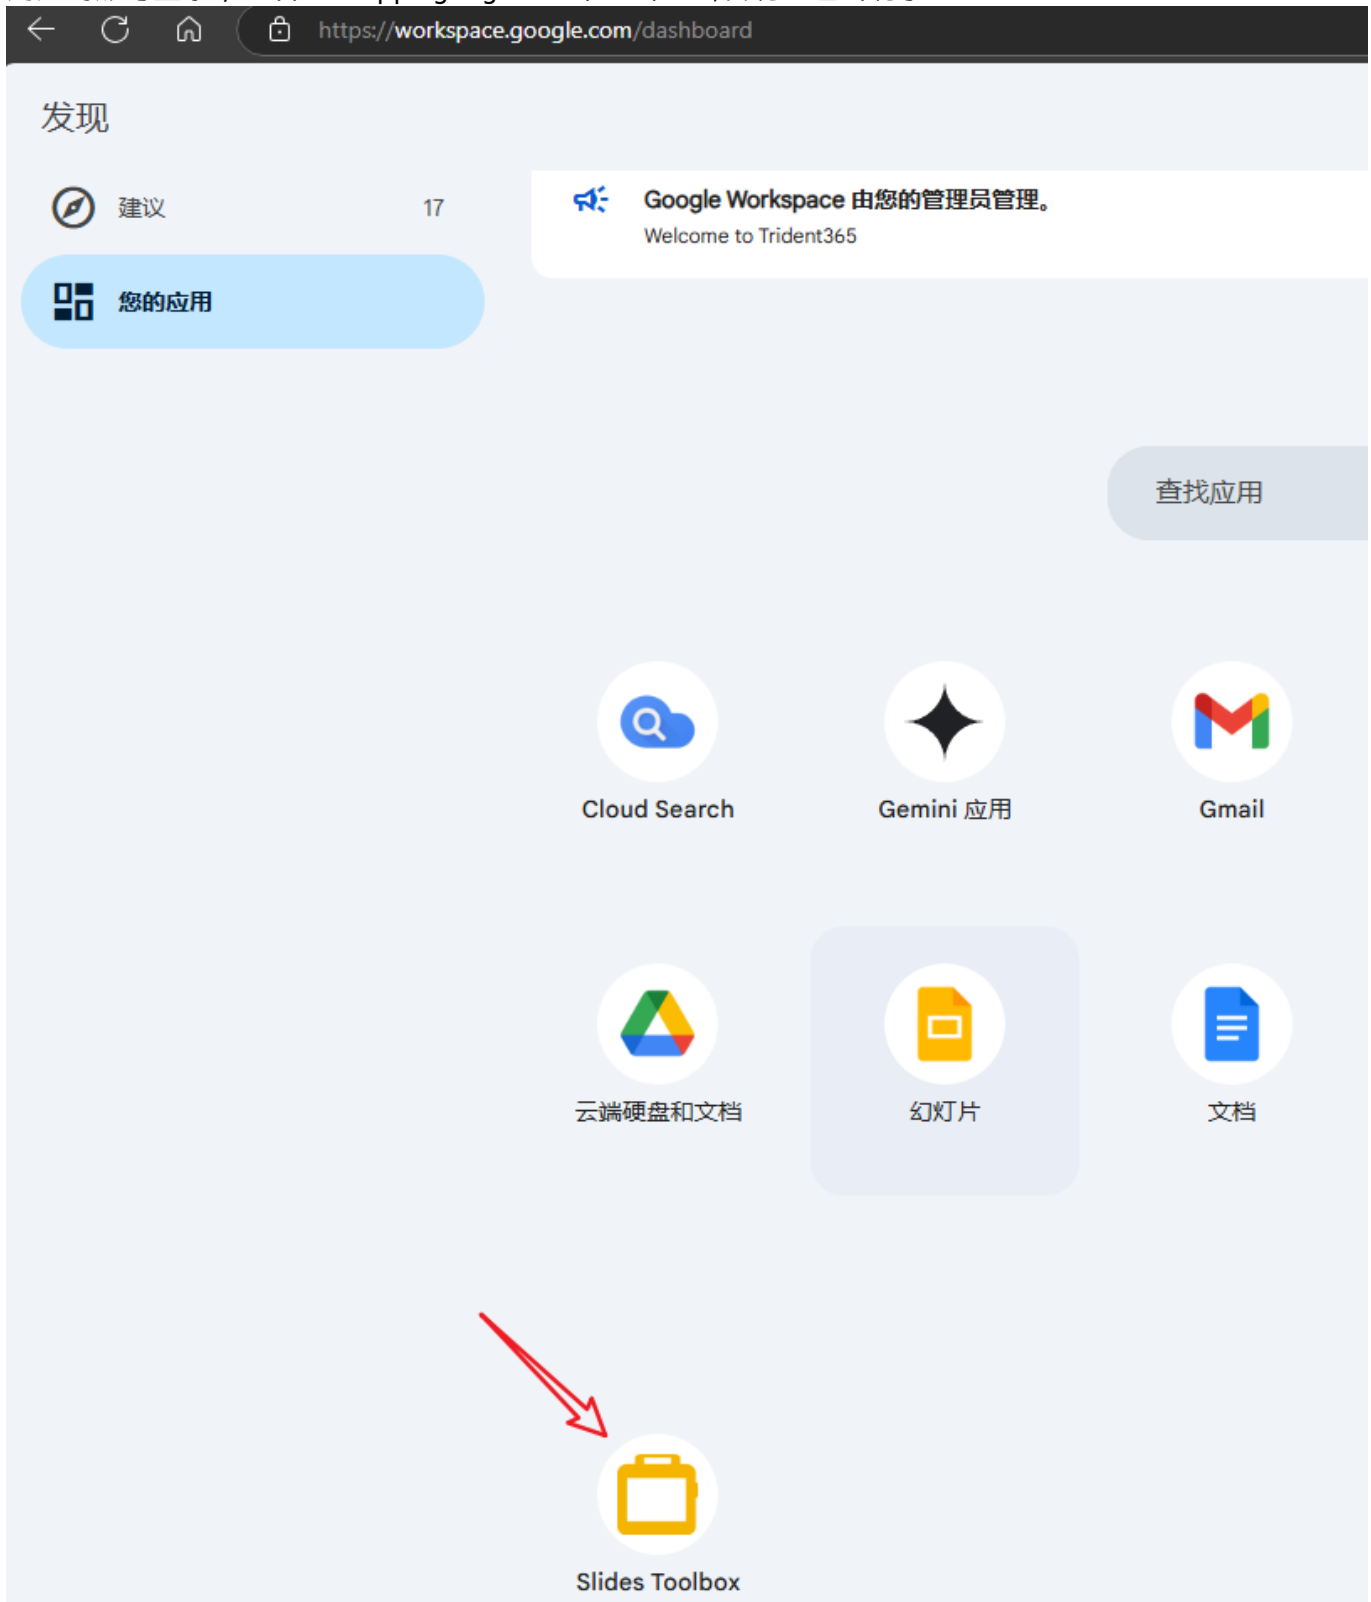 https://workspace.google.com/dashboard
发现
建议 17
Google Workspace 由您的管理员管理。
Welcome to Trident365
您的应用
查找应用
Cloud Search
Gemini 应用
Gmail
云端硬盘和文档
幻灯片
文档
Slides Toolbox